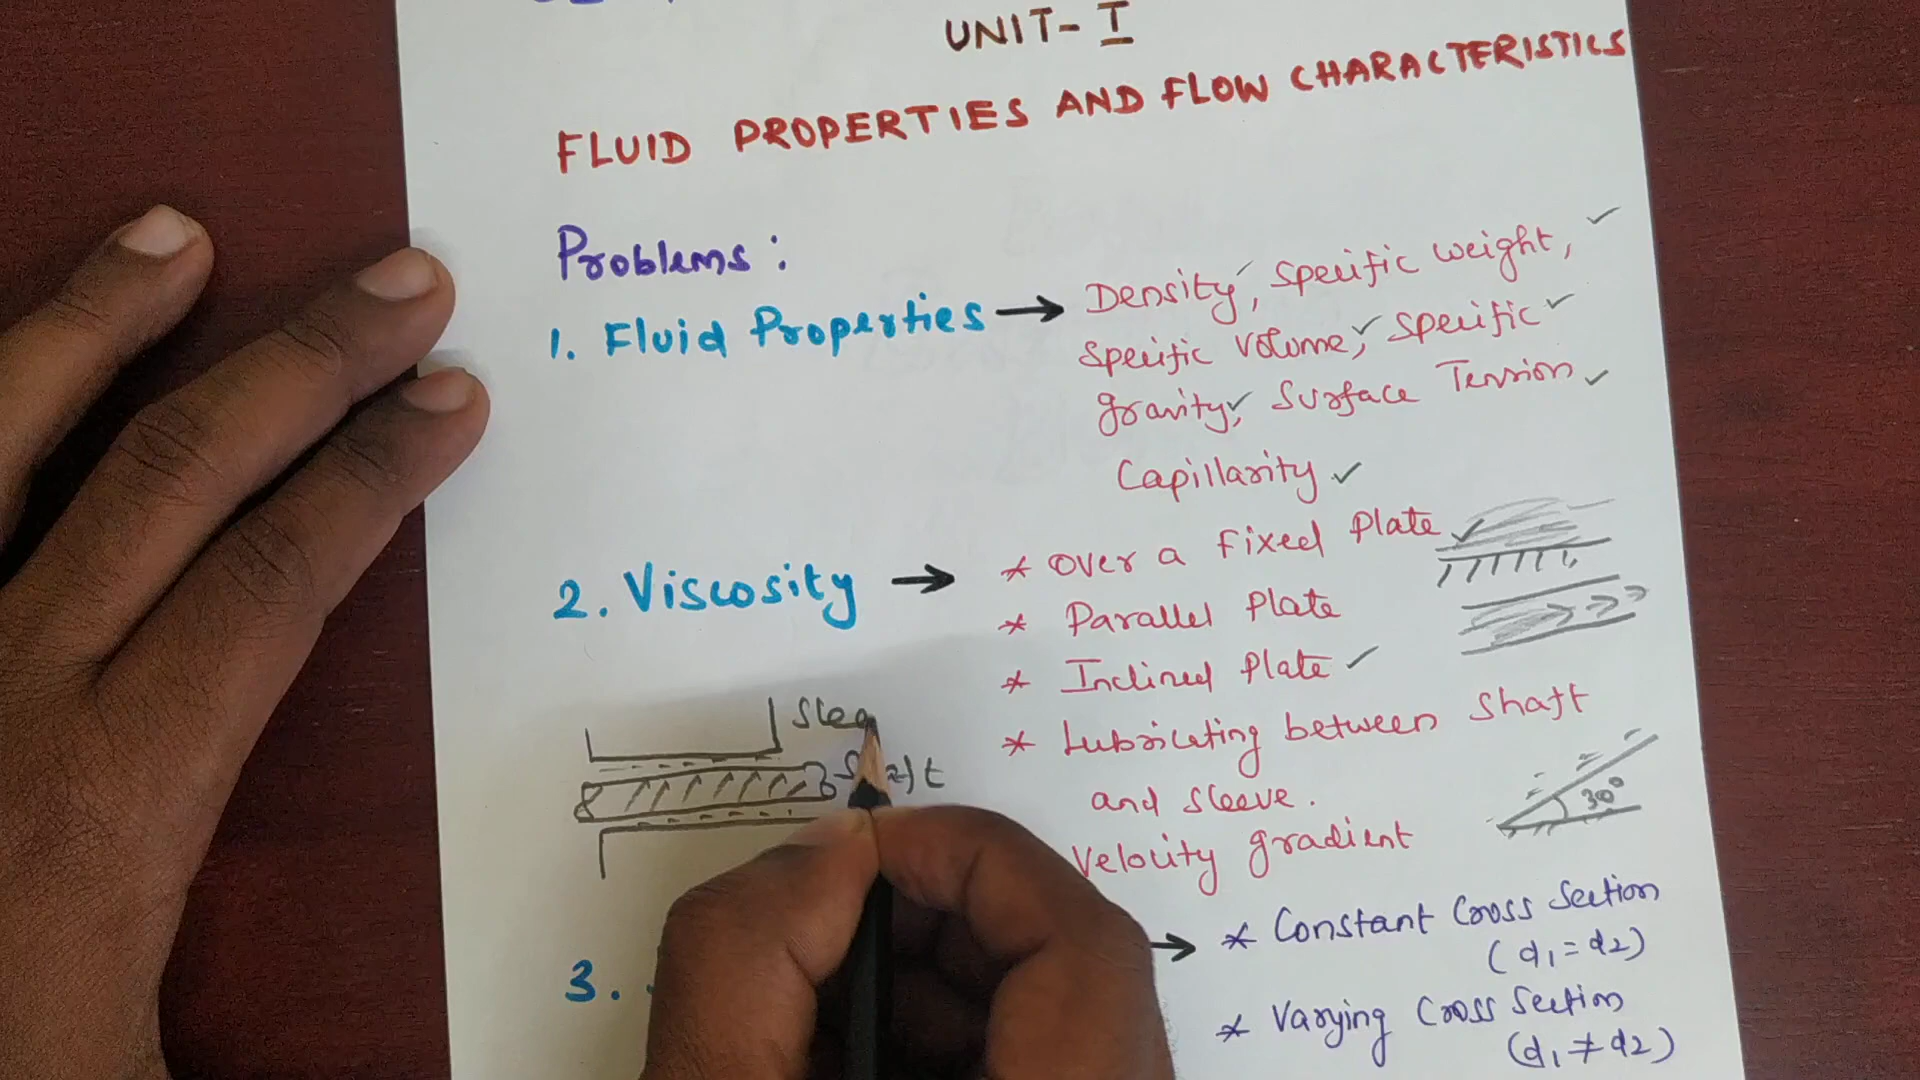 UNIT-I
FLUID PROPERTIES AND FLOW CHARACTERISTICS
Problems:
1. Fluid Properties → Density, Specific weight,
Specific Volume, Specific
gravity, Surface Tension
Capillarity
2. Viscosity → * Over a Fixed Plate
* Parallel Plate
* Inclined Plate
* Lubricating between Shaft
and Sleeve.
Velocity gradient
30°
3.
→ * Constant Cross Section
(d1 = d2)
* Varying Cross Section
(d1 ≠ d2)